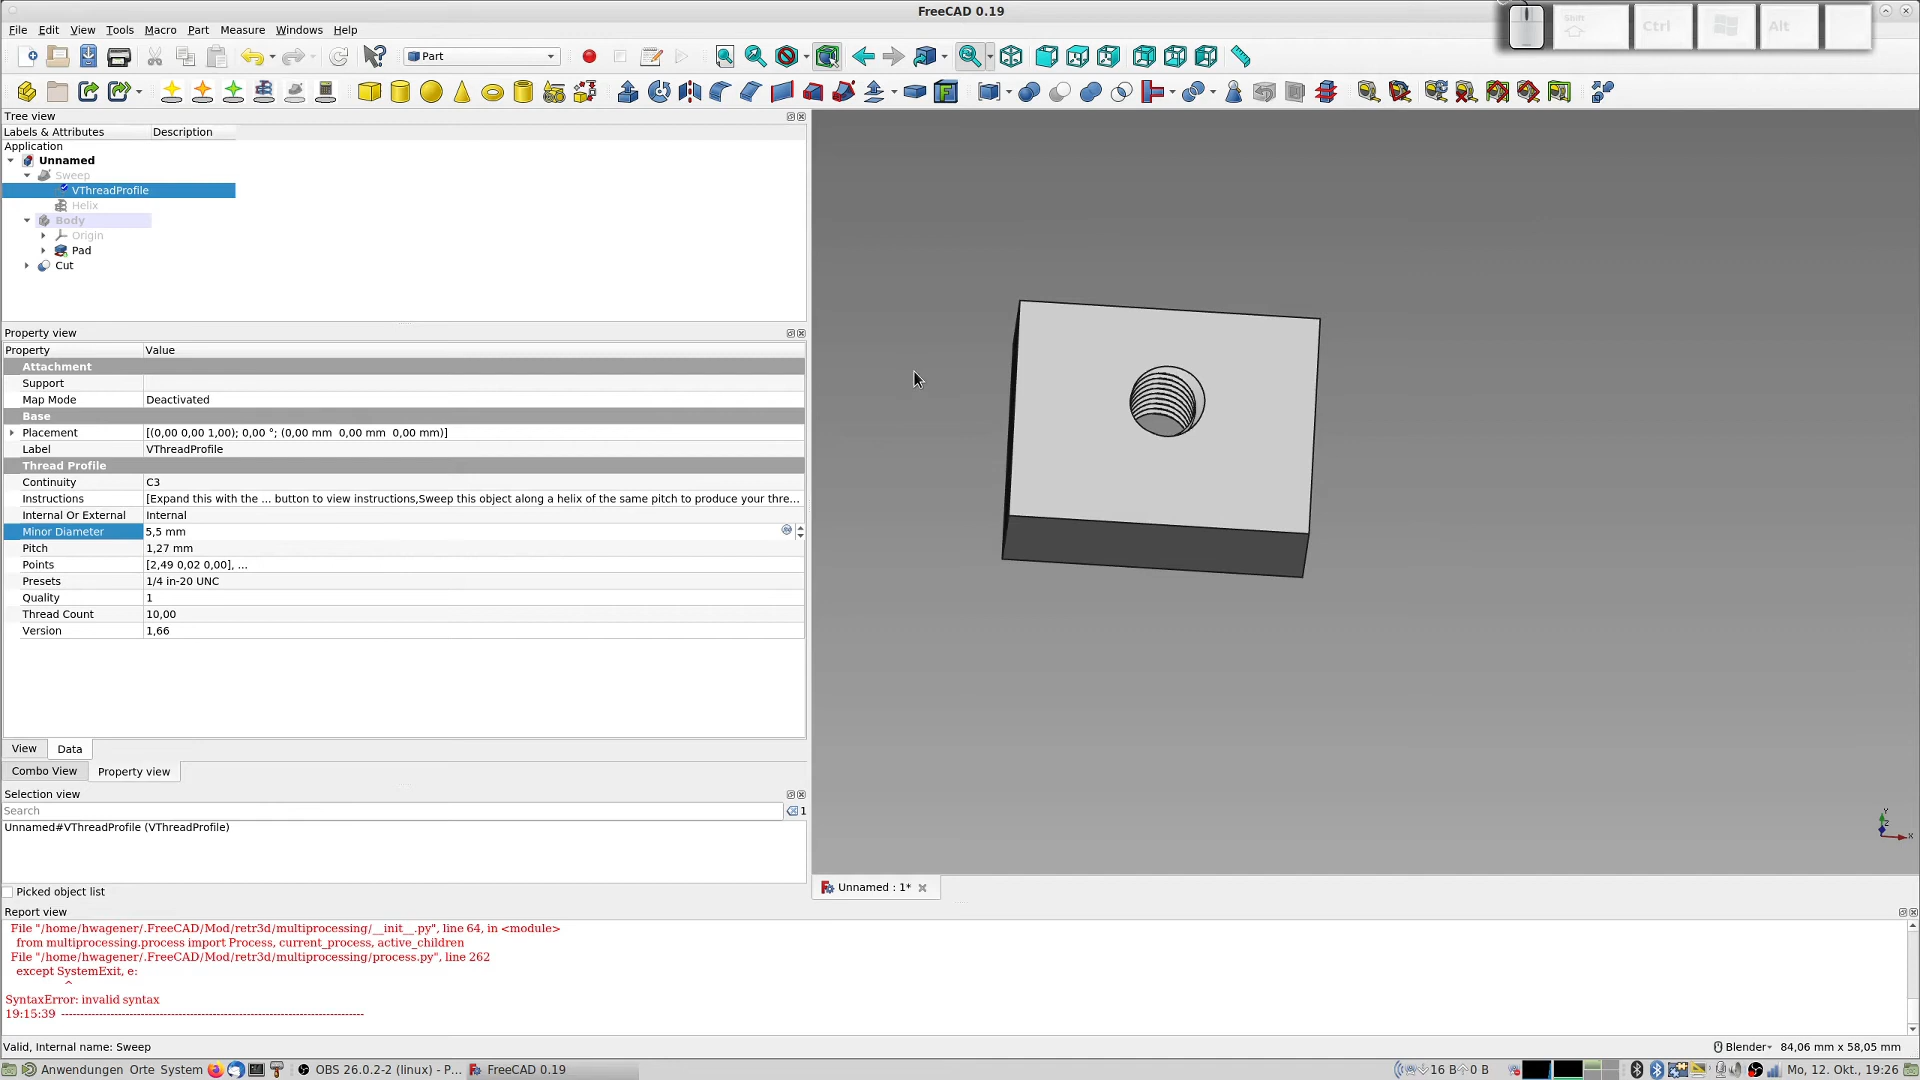 FreeCAD 0.19
File Edit View Tools Macro Part Measure Windows Help
Shift Ctrl Alt
Part
Tree view
Labels & Attributes Description
Application
Unnamed
Sweep
VThreadProfile
Helix
Body
Origin
Pad
Cut
Property view
Property Value
Attachment
Support
Map Mode Deactivated
Base
Placement [(0,00 0,00 1,00); 0,00 °; (0,00 mm 0,00 mm 0,00 mm)]
Label VThreadProfile
Thread Profile
Continuity C3
Instructions [Expand this with the ... button to view instructions,Sweep this object along a helix of the same pitch to produce your thre...
Internal Or External Internal
Minor Diameter 5,5 mm
Pitch 1,27 mm
Points [2,49 0,02 0,00], ...
Presets 1/4 in-20 UNC
Quality 1
Thread Count 10,00
Version 1,66
View Data
Combo View Property view
Selection view
Search 1
Unnamed#VThreadProfile (VThreadProfile)
Picked object list
Unnamed : 1*
Y
Z
X
Report view
File "/home/hwagener/.FreeCAD/Mod/retr3d/multiprocessing/__init__.py", line 64, in <module>
from multiprocessing.process import Process, current_process, active_children
File "/home/hwagener/.FreeCAD/Mod/retr3d/multiprocessing/process.py", line 262
except SystemExit, e:
^
SyntaxError: invalid syntax
19:15:39 --------------------------------------------------------------------------------
Valid, Internal name: Sweep Blender 84,06 mm x 58,05 mm
Anwendungen Orte System OBS 26.0.2-2 (linux) - P... FreeCAD 0.19 16 B 0 B Mo, 12. Okt., 19:26